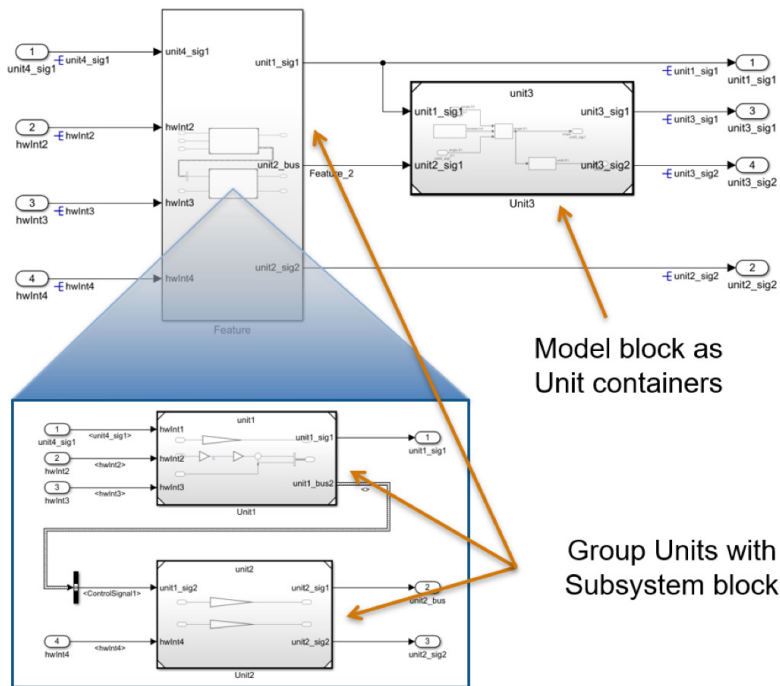 1
unit4_sig1
unit4_sig1
unit4_sig1
unit1_sig1
unit1_sig1
1
unit1_sig1
2
hwInt2
hwInt2
hwInt2
unit2_bus
Feature_2
unit3
unit1_sig1
unit3_sig1
unit2_sig1
unit3_sig2
Unit3
unit3_sig1
3
unit3_sig1
unit3_sig2
4
unit3_sig2
3
hwInt3
hwInt3
hwInt3
4
hwInt4
hwInt4
hwInt4
unit2_sig2
unit2_sig2
2
unit2_sig2
Feature
Model block as
Unit containers
unit1
1
unit4_sig1
<unit4_sig1>
hwInt1
unit1_sig1
1
unit1_sig1
2
hwInt2
<hwInt2>
hwInt2
3
hwInt3
<hwInt3>
hwInt3
unit1_bus2
<>
Unit1
unit2
<ControlSignal1>
unit1_sig2
unit2_sig1
2
unit2_bus
4
hwInt4
<hwInt4>
hwInt4
unit2_sig2
3
unit2_sig2
Unit2
Group Units with
Subsystem block